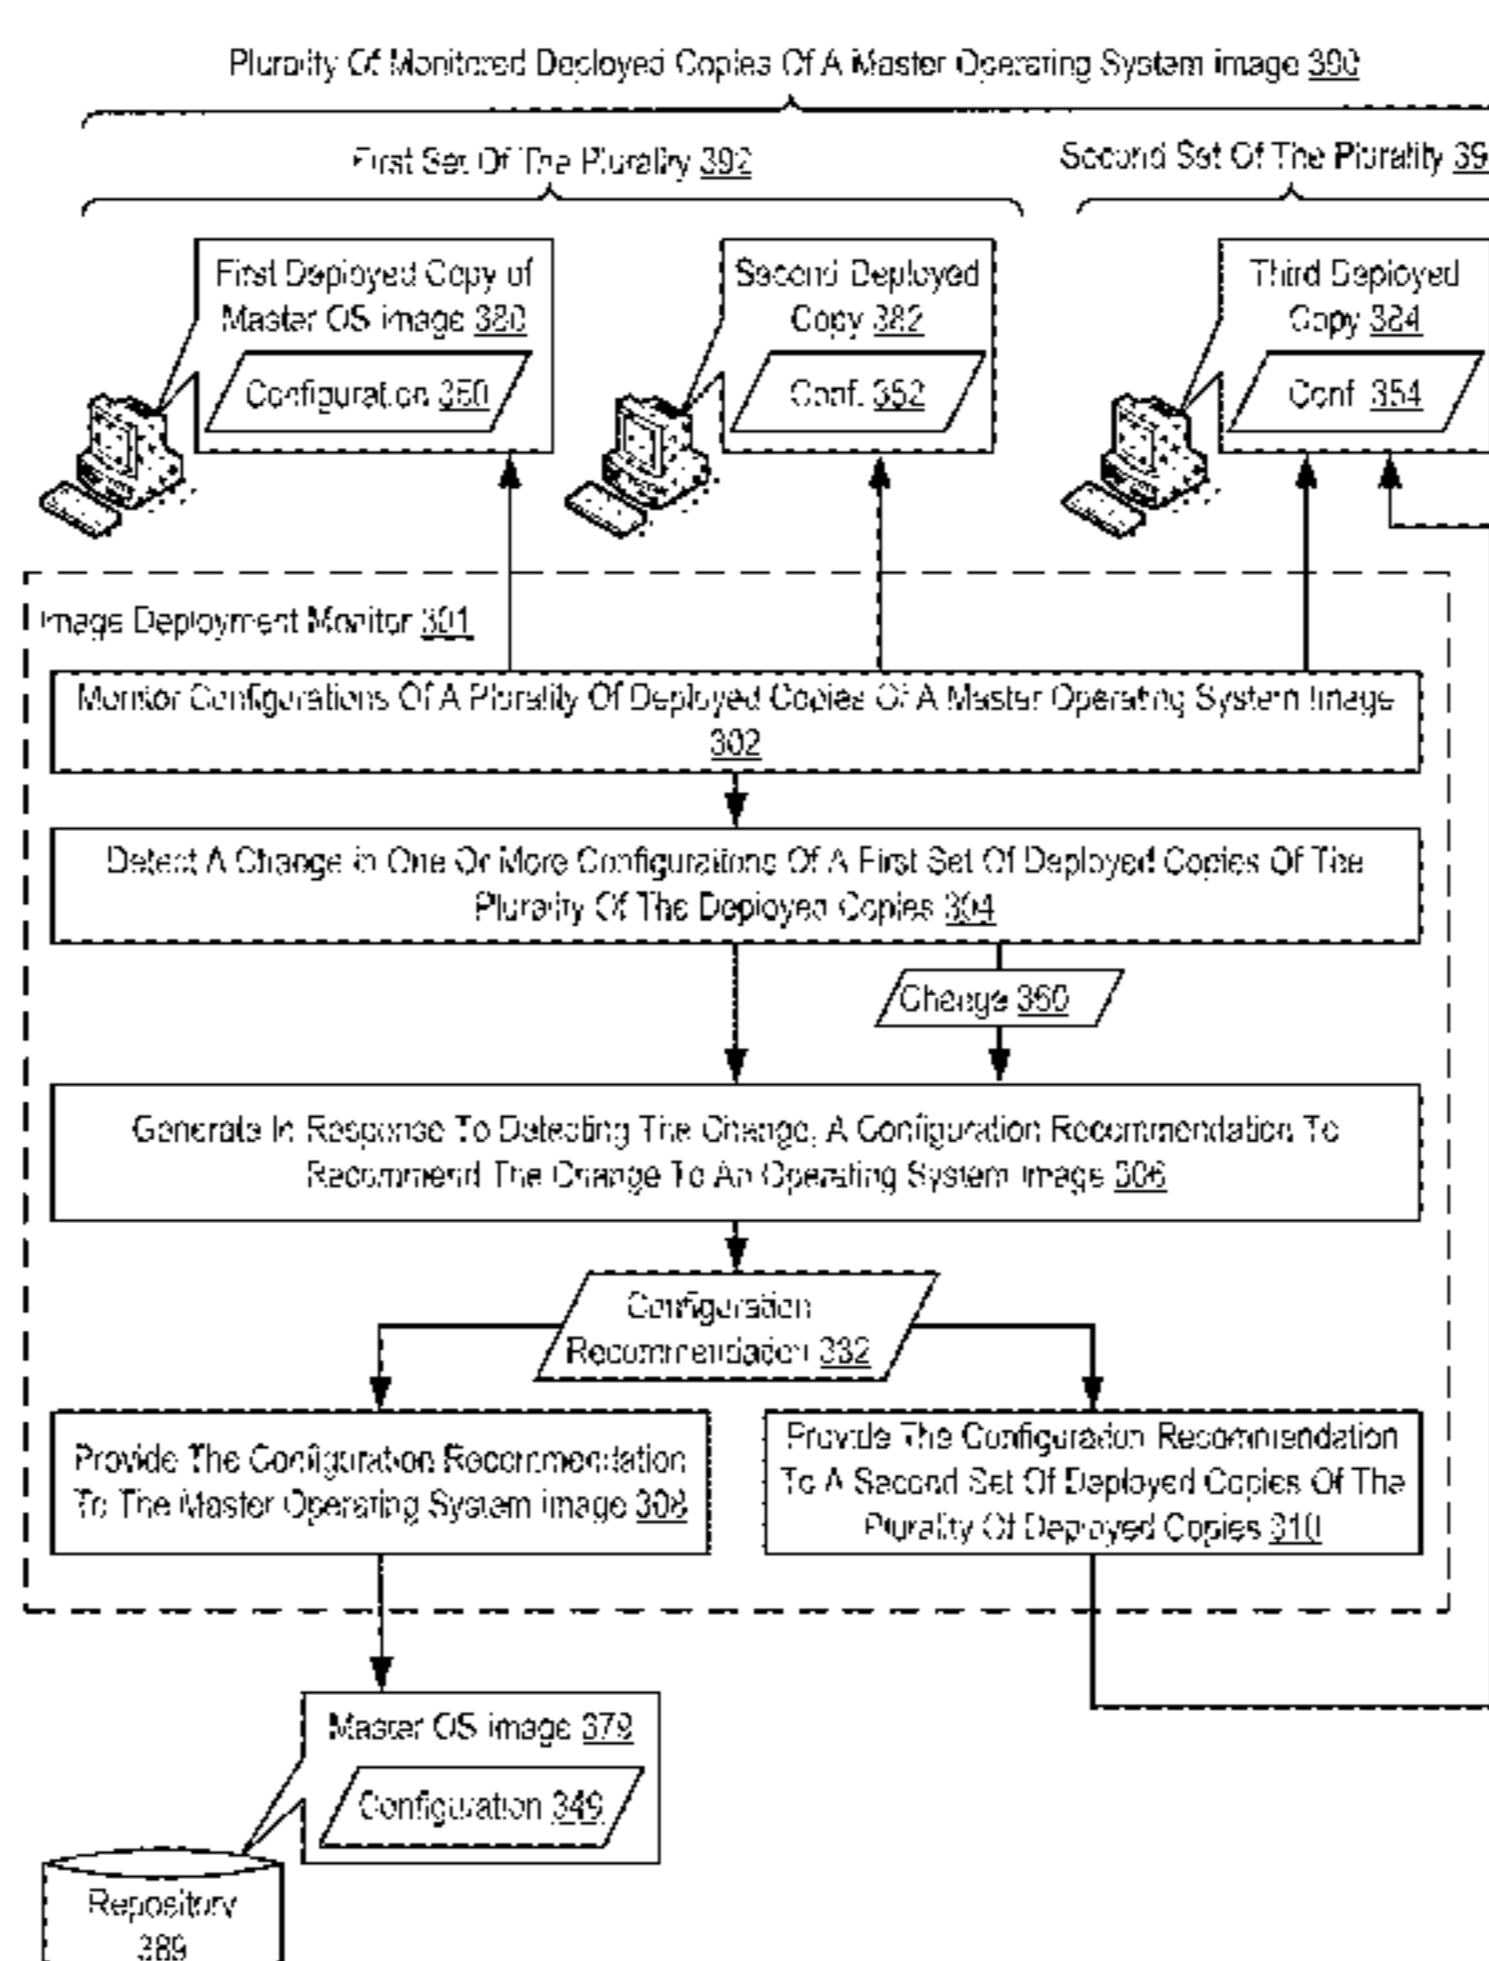 Plurality Of Monitored Deployed Copies Of A Master Operating System image 390
First Set Of The Plurality 392
Second Set Of The Plurality 39
First Deployed Copy of
Master OS image 380
Configuration 350
Second Deployed
Copy 382
Conf. 352
Third Deployed
Copy 384
Conf. 354
Image Deployment Monitor 301
Monitor Configurations Of A Plurality Of Deployed Copies Of A Master Operating System Image
302
Detect A Change in One Or More Configurations Of A First Set Of Deployed Copies Of The
Plurality Of The Deployed Copies 304
Change 360
Generate In Response To Detecting The Change, A Configuration Recommendation To
Recommend The Change To An Operating System image 306
Configuration
Recommendation 332
Provide The Configuration Recommendation
To The Master Operating System image 308
Provide The Configuration Recommendation
To A Second Set Of Deployed Copies Of The
Plurality Of Deployed Copies 310
Master OS image 379
Configuration 349
Repository
389